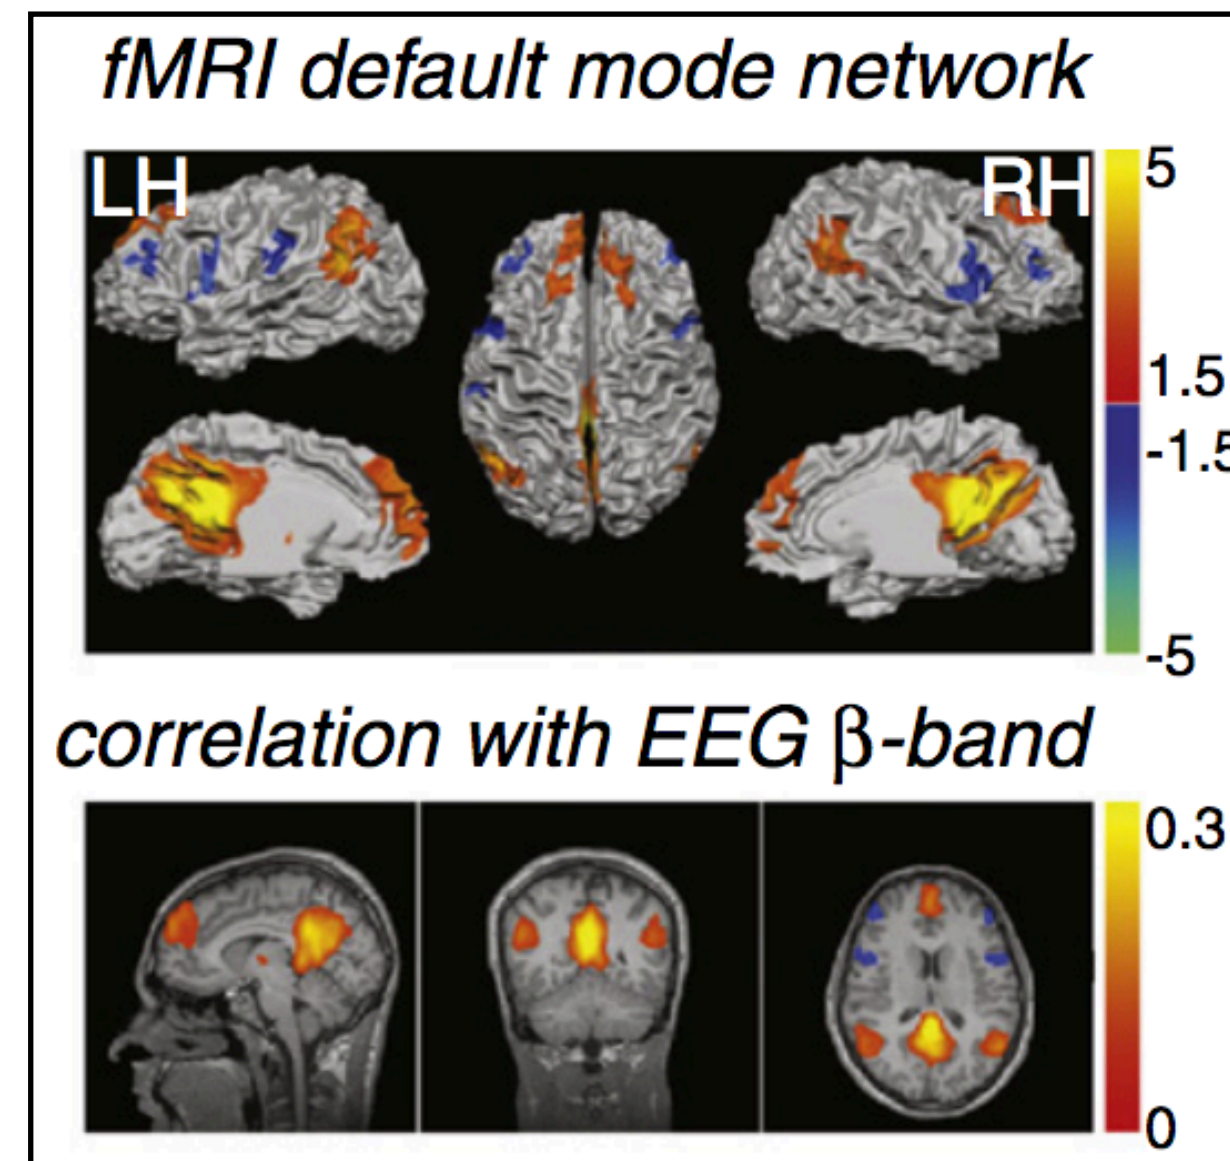 fMRI default mode network
LH
RH
5
1.5
-1.5
-5
correlation with EEG β-band
0.3
0